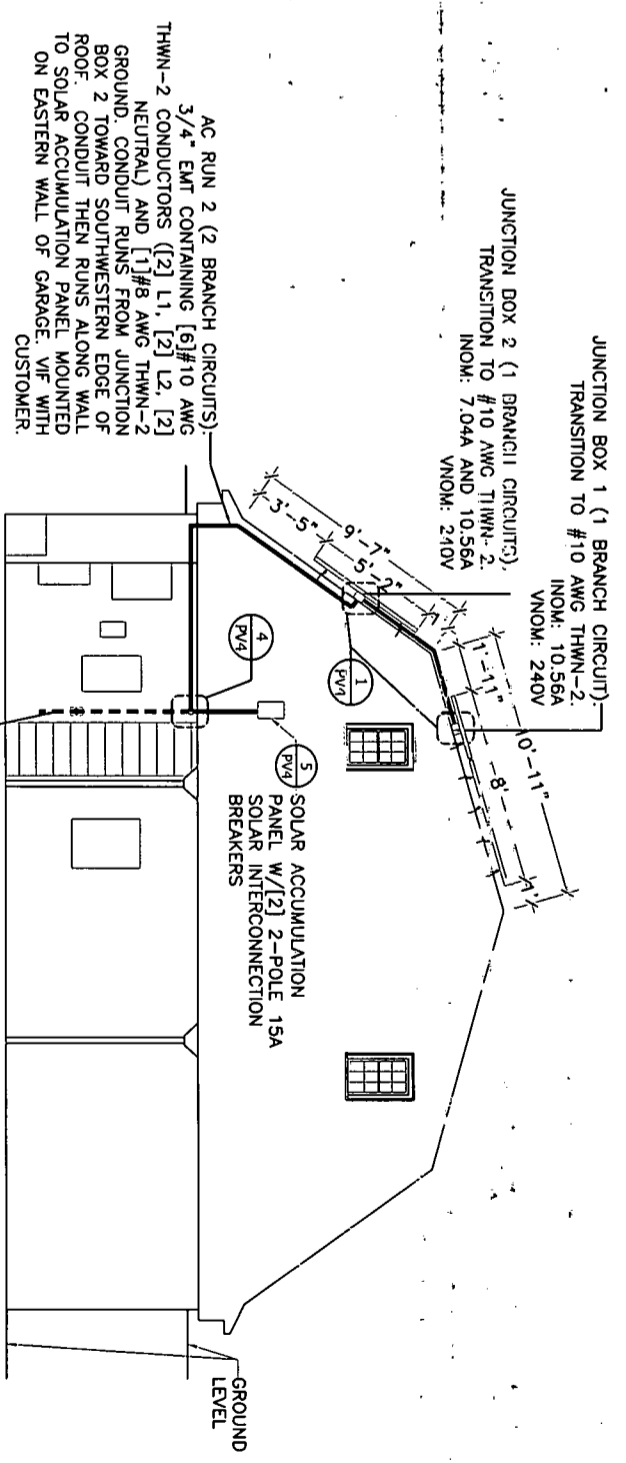 JUNCTION BOX 1 (1 BRANCH CIRCUIT).
TRANSITION TO #10 AWG THWN-2.
INOM: 10.56A
VNOM: 240V
JUNCTION BOX 2 (1 BRANCH CIRCUITS).
TRANSITION TO #10 AWG THWN-2.
INOM: 7.04A AND 10.56A
VNOM: 240V
AC RUN 2 (2 BRANCH CIRCUITS):
3/4" EMT CONTAINING [6]#10 AWG
THWN-2 CONDUCTORS ([2] L1, [2] L2, [2]
NEUTRAL) AND [1]#8 AWG THWN-2
GROUND. CONDUIT RUNS FROM JUNCTION
BOX 2 TOWARD SOUTHWESTERN EDGE OF
ROOF. CONDUIT THEN RUNS ALONG WALL
TO SOLAR ACCUMULATION PANEL MOUNTED
ON EASTERN WALL OF GARAGE. VIF WITH
CUSTOMER.
9'-7"
3'-5"
5'-2"
1'
10'-11"
1'-11"
8'
1'
1
PV4
4
PV4
5
PV4
SOLAR ACCUMULATION
PANEL W/[2] 2-POLE 15A
SOLAR INTERCONNECTION
BREAKERS
GROUND
LEVEL